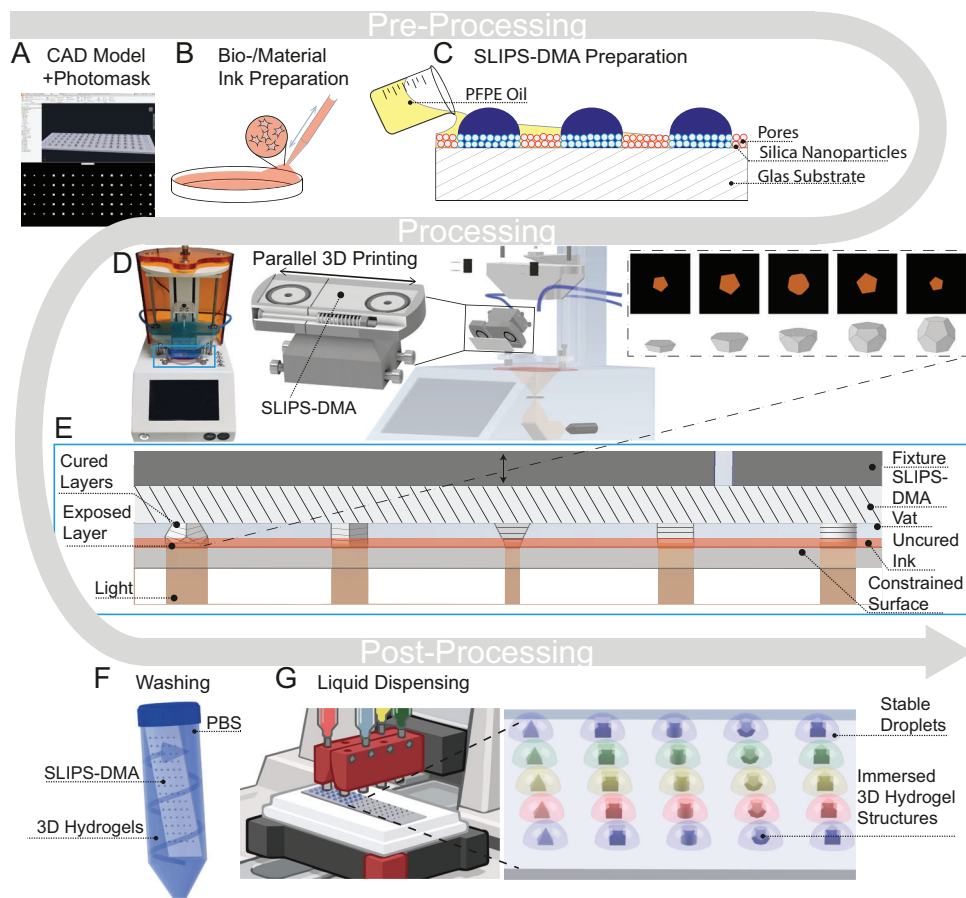 Pre-Processing
A
CAD Model
+Photomask
B
Bio-/Material
Ink Preparation
C
SLIPS-DMA Preparation
PFPE Oil
Pores
Silica Nanoparticles
Glas Substrate
Processing
D
Parallel 3D Printing
SLIPS-DMA
E
Cured
Layers
Exposed
Layer
Light
Fixture
SLIPS-
DMA
Vat
Uncured
Ink
Constrained
Surface
Post-Processing
F
Washing
PBS
SLIPS-DMA
3D Hydrogels
G
Liquid Dispensing
Stable
Droplets
Immersed
3D Hydrogel
Structures